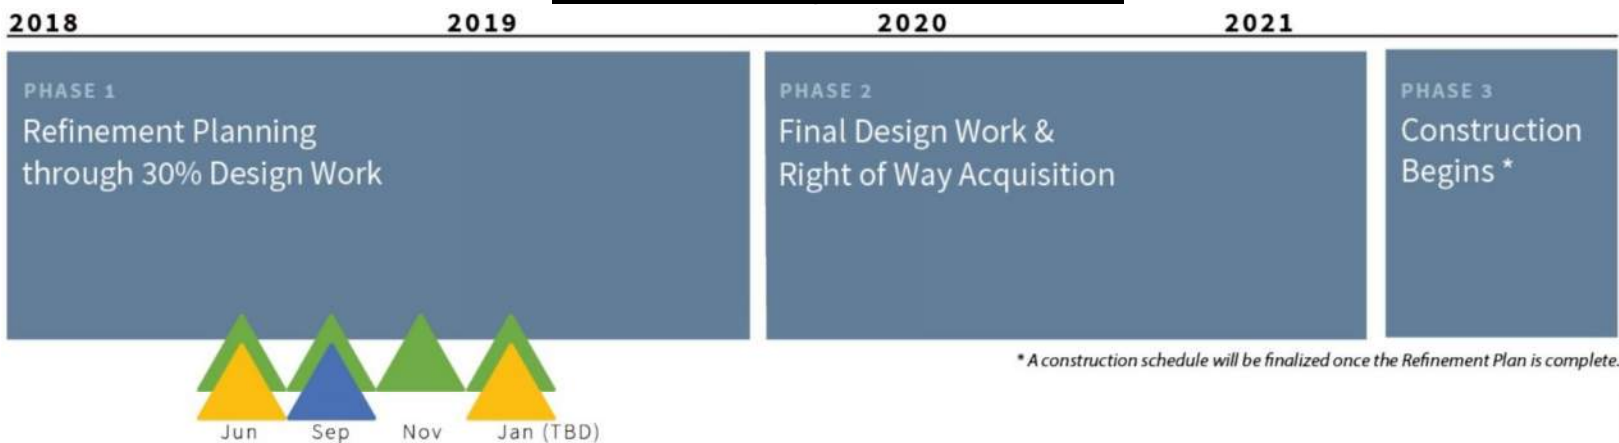 2018 2019 2020 2021
PHASE 1
Refinement Planning
through 30% Design Work
PHASE 2
Final Design Work &
Right of Way Acquisition
PHASE 3
Construction
Begins *
* A construction schedule will be finalized once the Refinement Plan is complete.
Jun Sep Nov Jan (TBD)